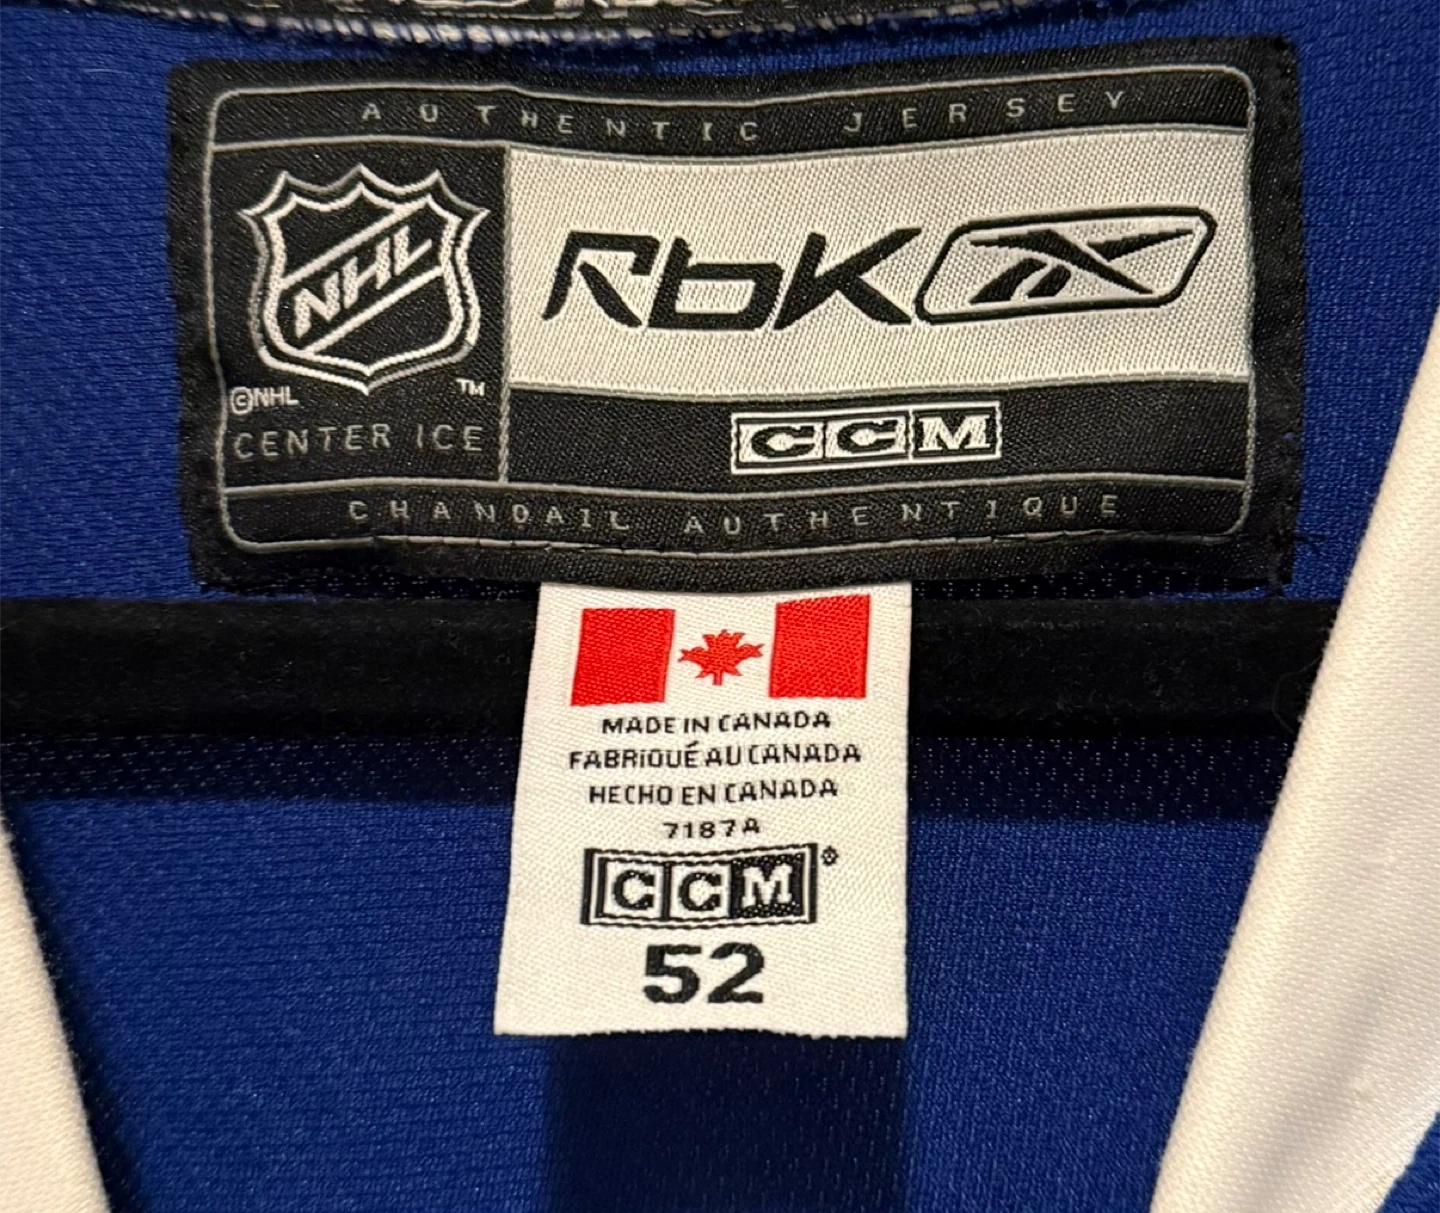 AUTHENTIC JERSEY
NHL
Rbk
©NHL TM
CENTER ICE
CCM
CHANDAIL AUTHENTIQUE
MADE IN CANADA
FABRIQUÉ AU CANADA
HECHO EN CANADA
7187A
CCM®
52